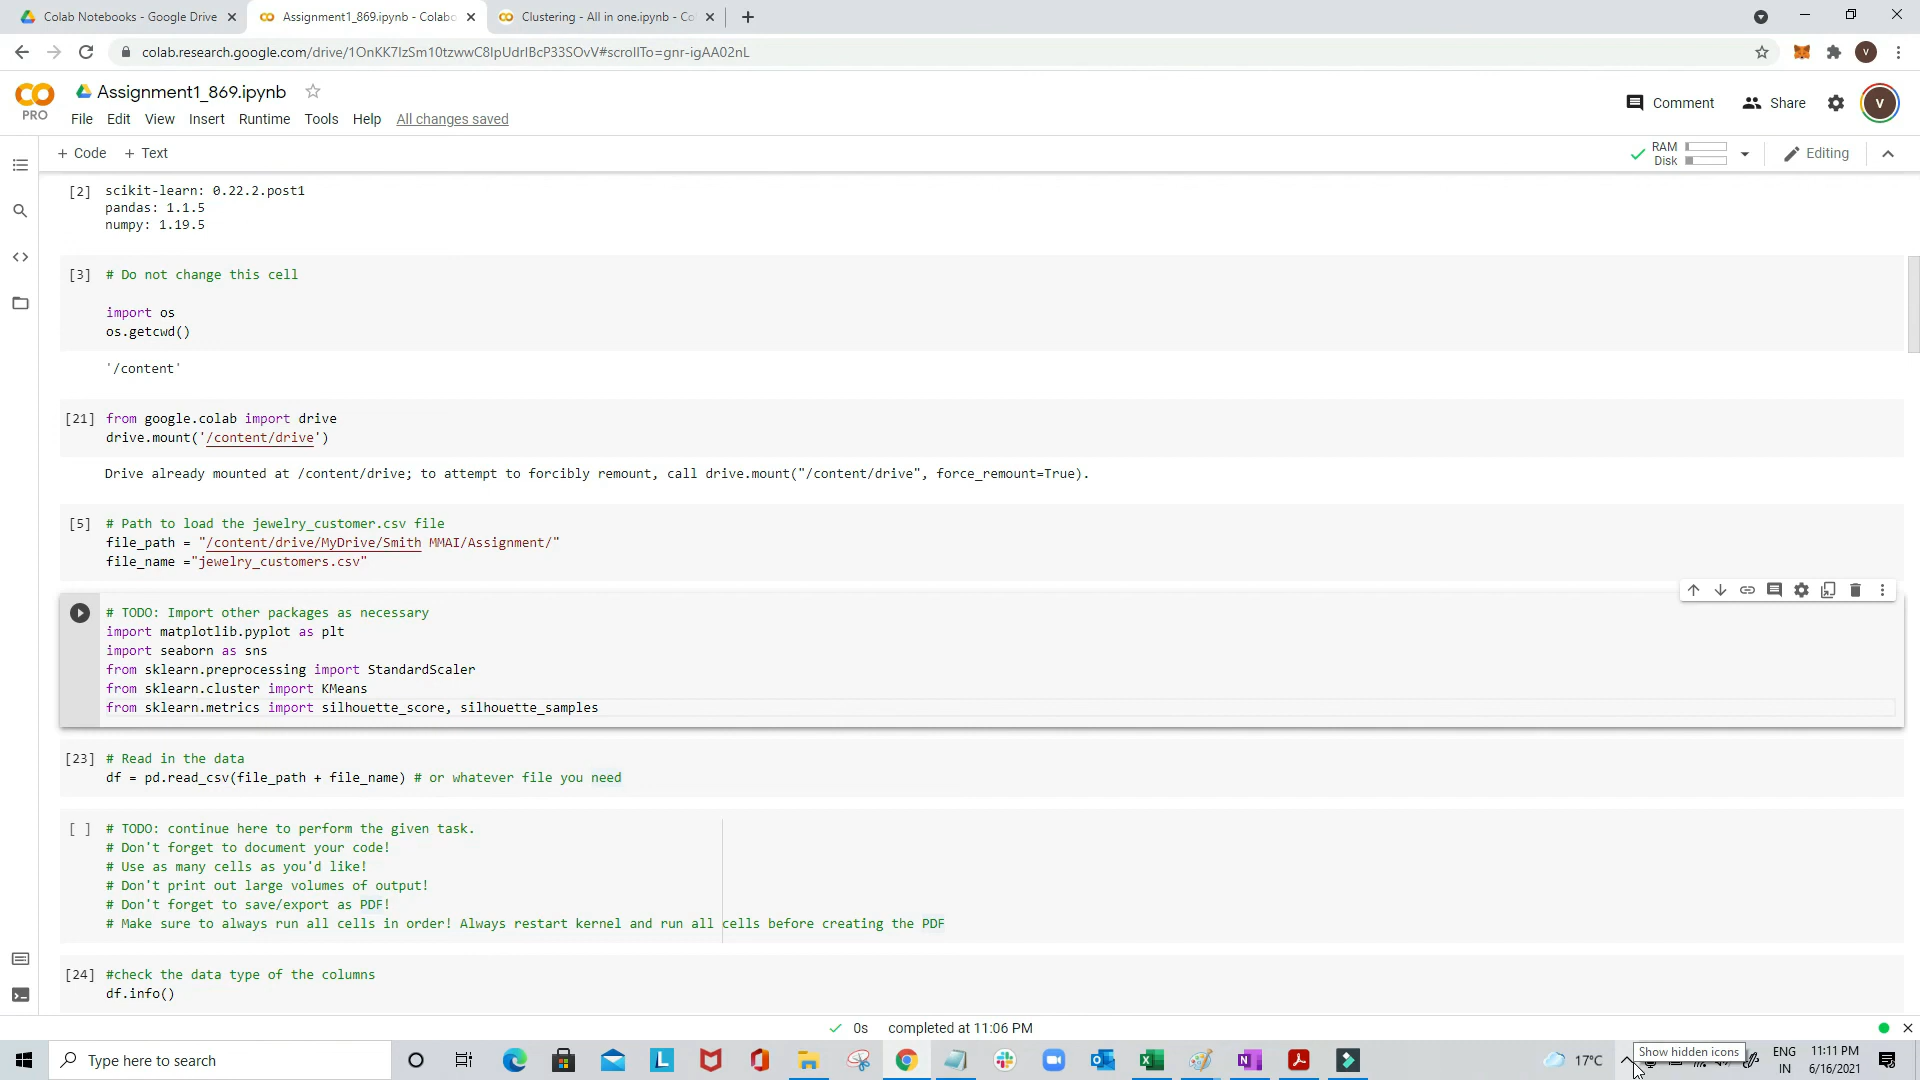 Colab Notebooks - Google Drive
Assignment1_869.ipynb - Colabo
Clustering - All in one.ipynb - Co
colab.research.google.com/drive/1OnKK7IzSm10tzwwC8IpUdrIBcP33SOvV#scrollTo=gnr-igAA02nL
V
PRO
Assignment1_869.ipynb
File Edit View Insert Runtime Tools Help All changes saved
Comment Share V
+ Code + Text
RAM
Disk
Editing
[2] scikit-learn: 0.22.2.post1
pandas: 1.1.5
numpy: 1.19.5
[3] # Do not change this cell
import os
os.getcwd()
'/content'
[21] from google.colab import drive
drive.mount('/content/drive')
Drive already mounted at /content/drive; to attempt to forcibly remount, call drive.mount("/content/drive", force_remount=True).
[5] # Path to load the jewelry_customer.csv file
file_path = "/content/drive/MyDrive/Smith MMAI/Assignment/"
file_name ="jewelry_customers.csv"
# TODO: Import other packages as necessary
import matplotlib.pyplot as plt
import seaborn as sns
from sklearn.preprocessing import StandardScaler
from sklearn.cluster import KMeans
from sklearn.metrics import silhouette_score, silhouette_samples
[23] # Read in the data
df = pd.read_csv(file_path + file_name) # or whatever file you need
[ ] # TODO: continue here to perform the given task.
# Don't forget to document your code!
# Use as many cells as you'd like!
# Don't print out large volumes of output!
# Don't forget to save/export as PDF!
# Make sure to always run all cells in order! Always restart kernel and run all cells before creating the PDF
[24] #check the data type of the columns
df.info()
0s completed at 11:06 PM
Type here to search
17°C
Show hidden icons
ENG
IN
11:11 PM
6/16/2021